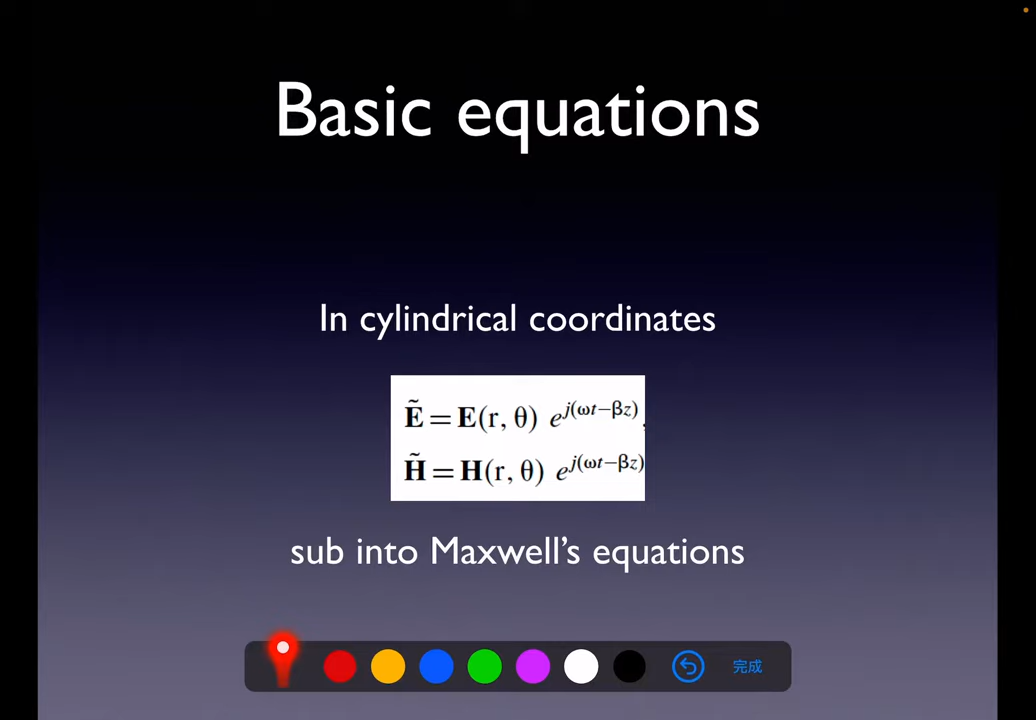 Basic equations
In cylindrical coordinates
Ẽ = E(r, θ) e^{j(ωt−βz)},
H̃ = H(r, θ) e^{j(ωt−βz)}
sub into Maxwell’s equations
完成